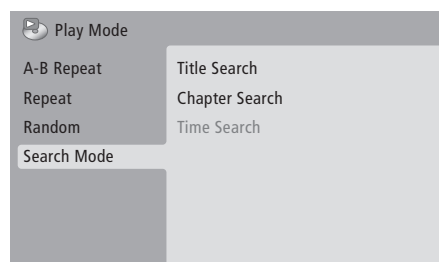 Play Mode
A-B Repeat
Repeat
Random
Search Mode
Title Search
Chapter Search
Time Search